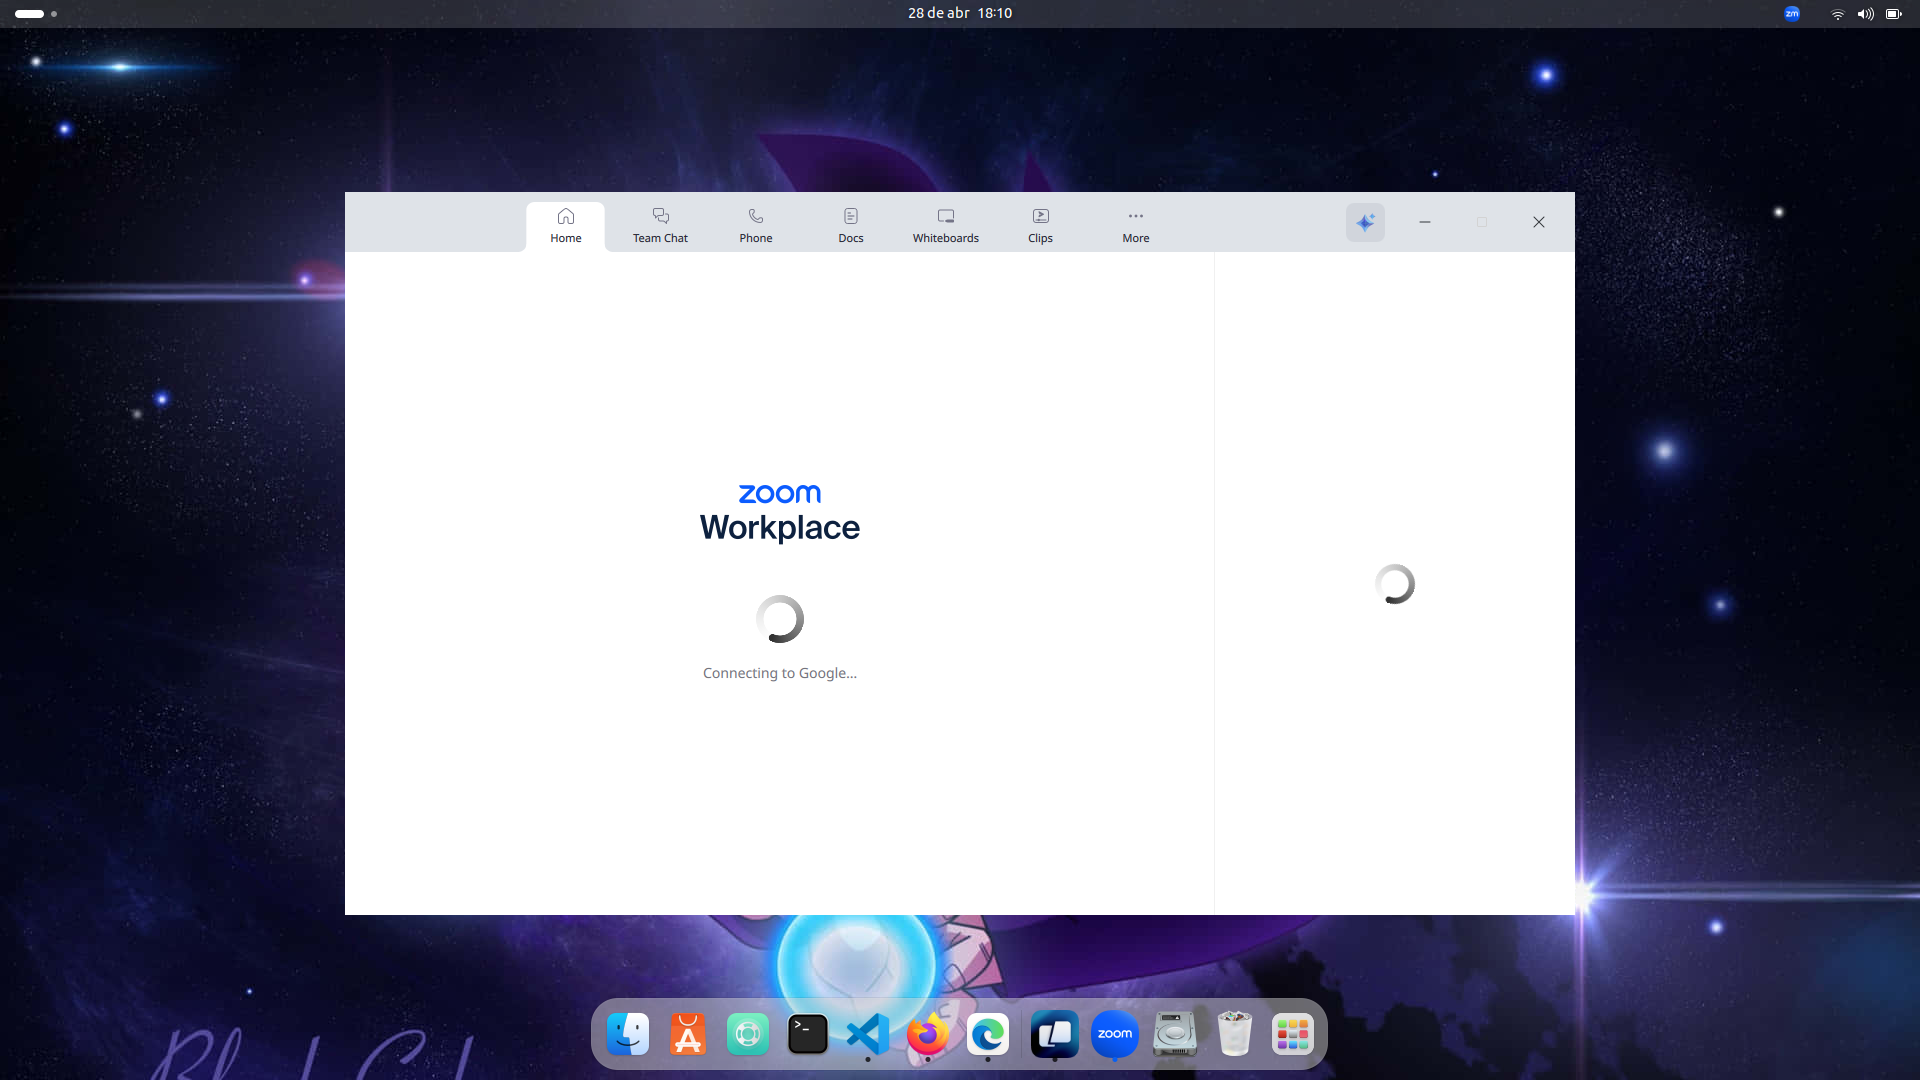 28 de abr 18:10
zm
Home
Team Chat
Phone
Docs
Whiteboards
Clips
More
zoom
Workplace
Connecting to Google...
zoom